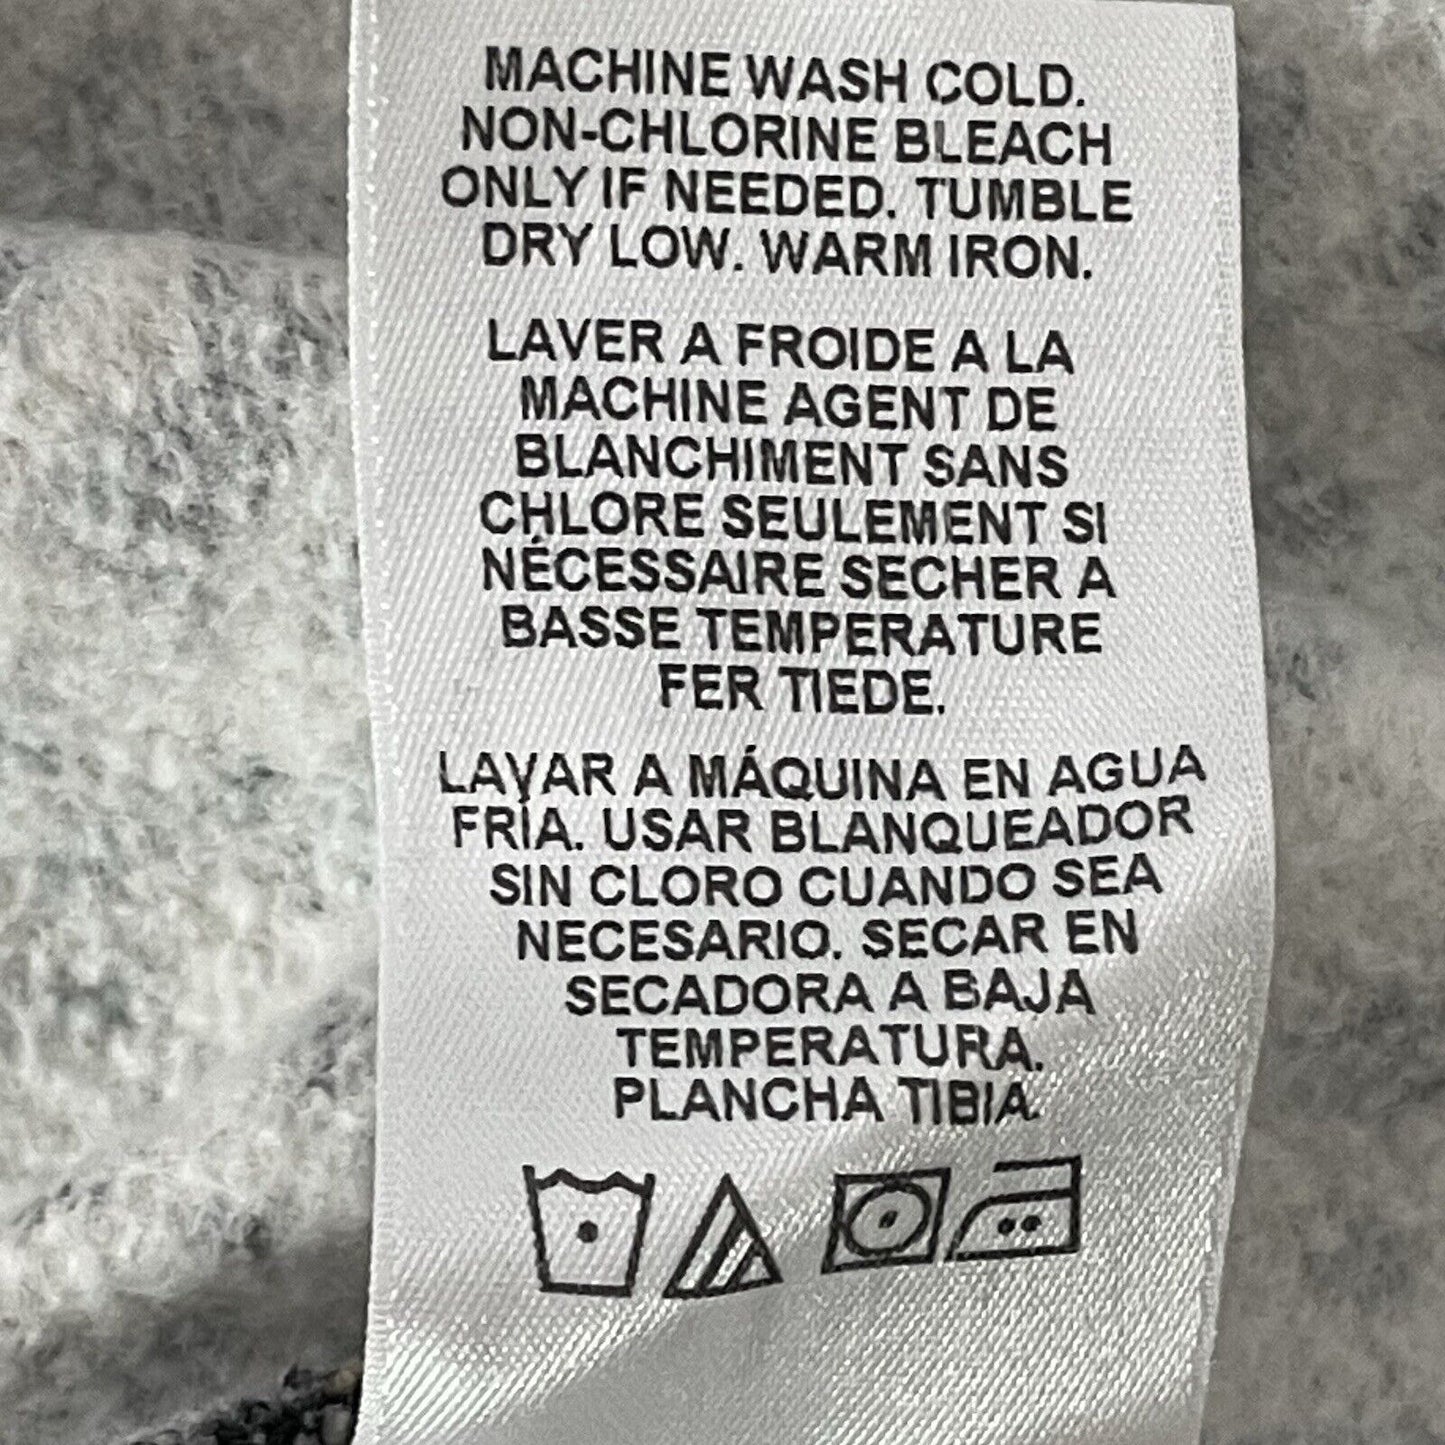 MACHINE WASH COLD.
NON-CHLORINE BLEACH
ONLY IF NEEDED. TUMBLE
DRY LOW. WARM IRON.
LAVER A FROIDE A LA
MACHINE AGENT DE
BLANCHIMENT SANS
CHLORE SEULEMENT SI
NÉCESSAIRE SECHER A
BASSE TEMPERATURE
FER TIEDE.
LAVAR A MÁQUINA EN AGUA
FRÍA. USAR BLANQUEADOR
SIN CLORO CUANDO SEA
NECESARIO. SECAR EN
SECADORA A BAJA
TEMPERATURA.
PLANCHA TIBIA.